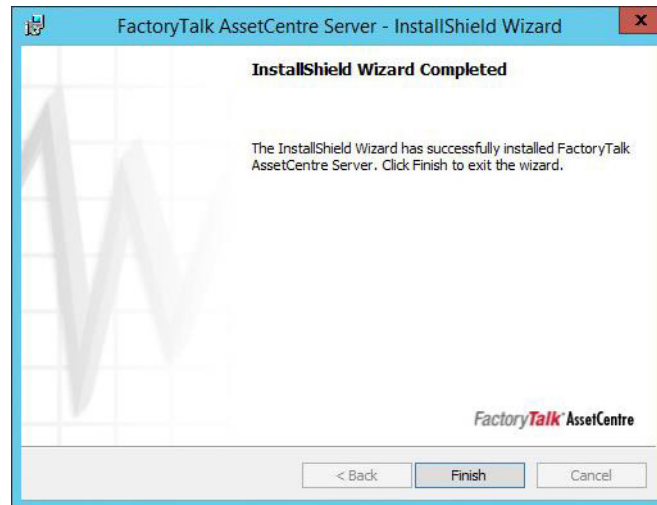 FactoryTalk AssetCentre Server - InstallShield Wizard
x
InstallShield Wizard Completed
The InstallShield Wizard has successfully installed FactoryTalk
AssetCentre Server. Click Finish to exit the wizard.
FactoryTalk AssetCentre
< Back Finish Cancel